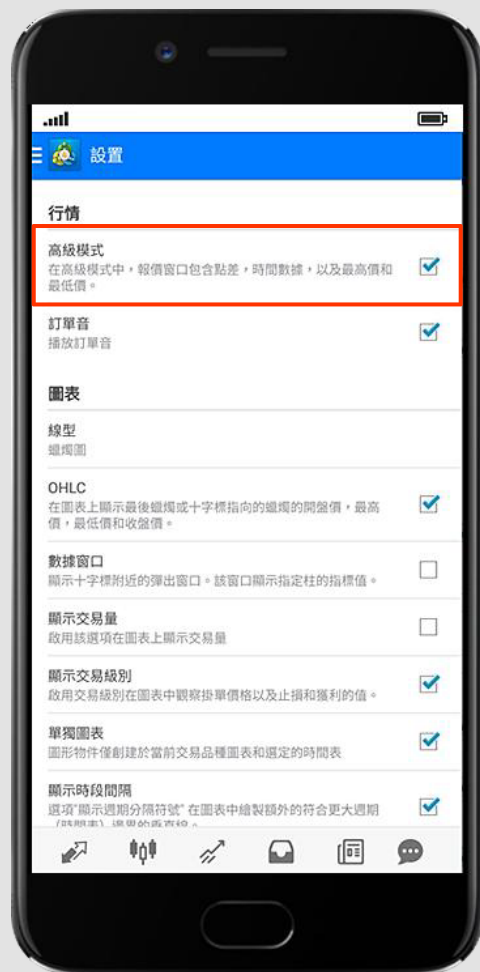 設置
行情
高級模式
在高級模式中，報價窗口包含點差，時間數據，以及最高價和
最低價。
訂單音
播放訂單音
圖表
線型
蠟燭圖
OHLC
在圖表上顯示最後蠟燭或十字標指向的蠟燭的開盤價，最高
價，最低價和收盤價。
數據窗口
顯示十字標附近的彈出窗口。該窗口顯示指定柱的指標值。
顯示交易量
啟用該選項在圖表上顯示交易量
顯示交易級別
啟用交易級別在圖表中觀察掛單價格以及止損和獲利的值。
單獨圖表
圖形物件僅創建於當前交易品種圖表和選定的時間表
顯示時段間隔
選項"顯示週期分隔符號" 在圖表中繪製額外的符合更大週期
（時間表）邊界的垂直線。